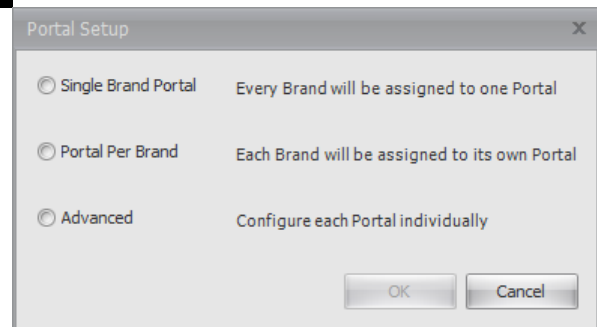 Portal Setup
Single Brand Portal Every Brand will be assigned to one Portal
Portal Per Brand Each Brand will be assigned to its own Portal
Advanced Configure each Portal individually
OK Cancel